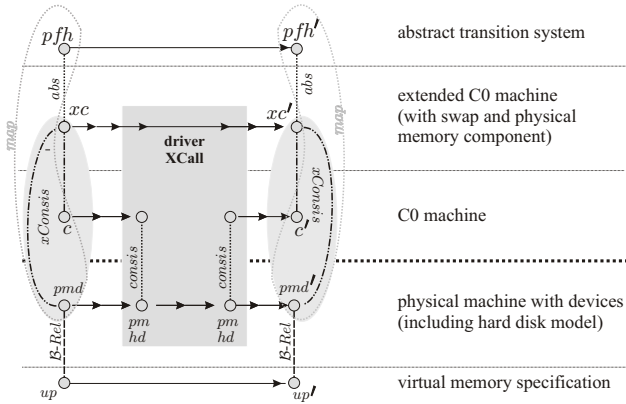 pfh pfh′ abstract transition system
abs abs
map map
xc xc′ extended C0 machine
(with swap and physical
memory component)
driver
XCall
xConsis xConsis
c c′ C0 machine
consis consis
pmd pmd′ physical machine with devices
(including hard disk model)
pm pm
hd hd
B-Rel B-Rel
up up′ virtual memory specification